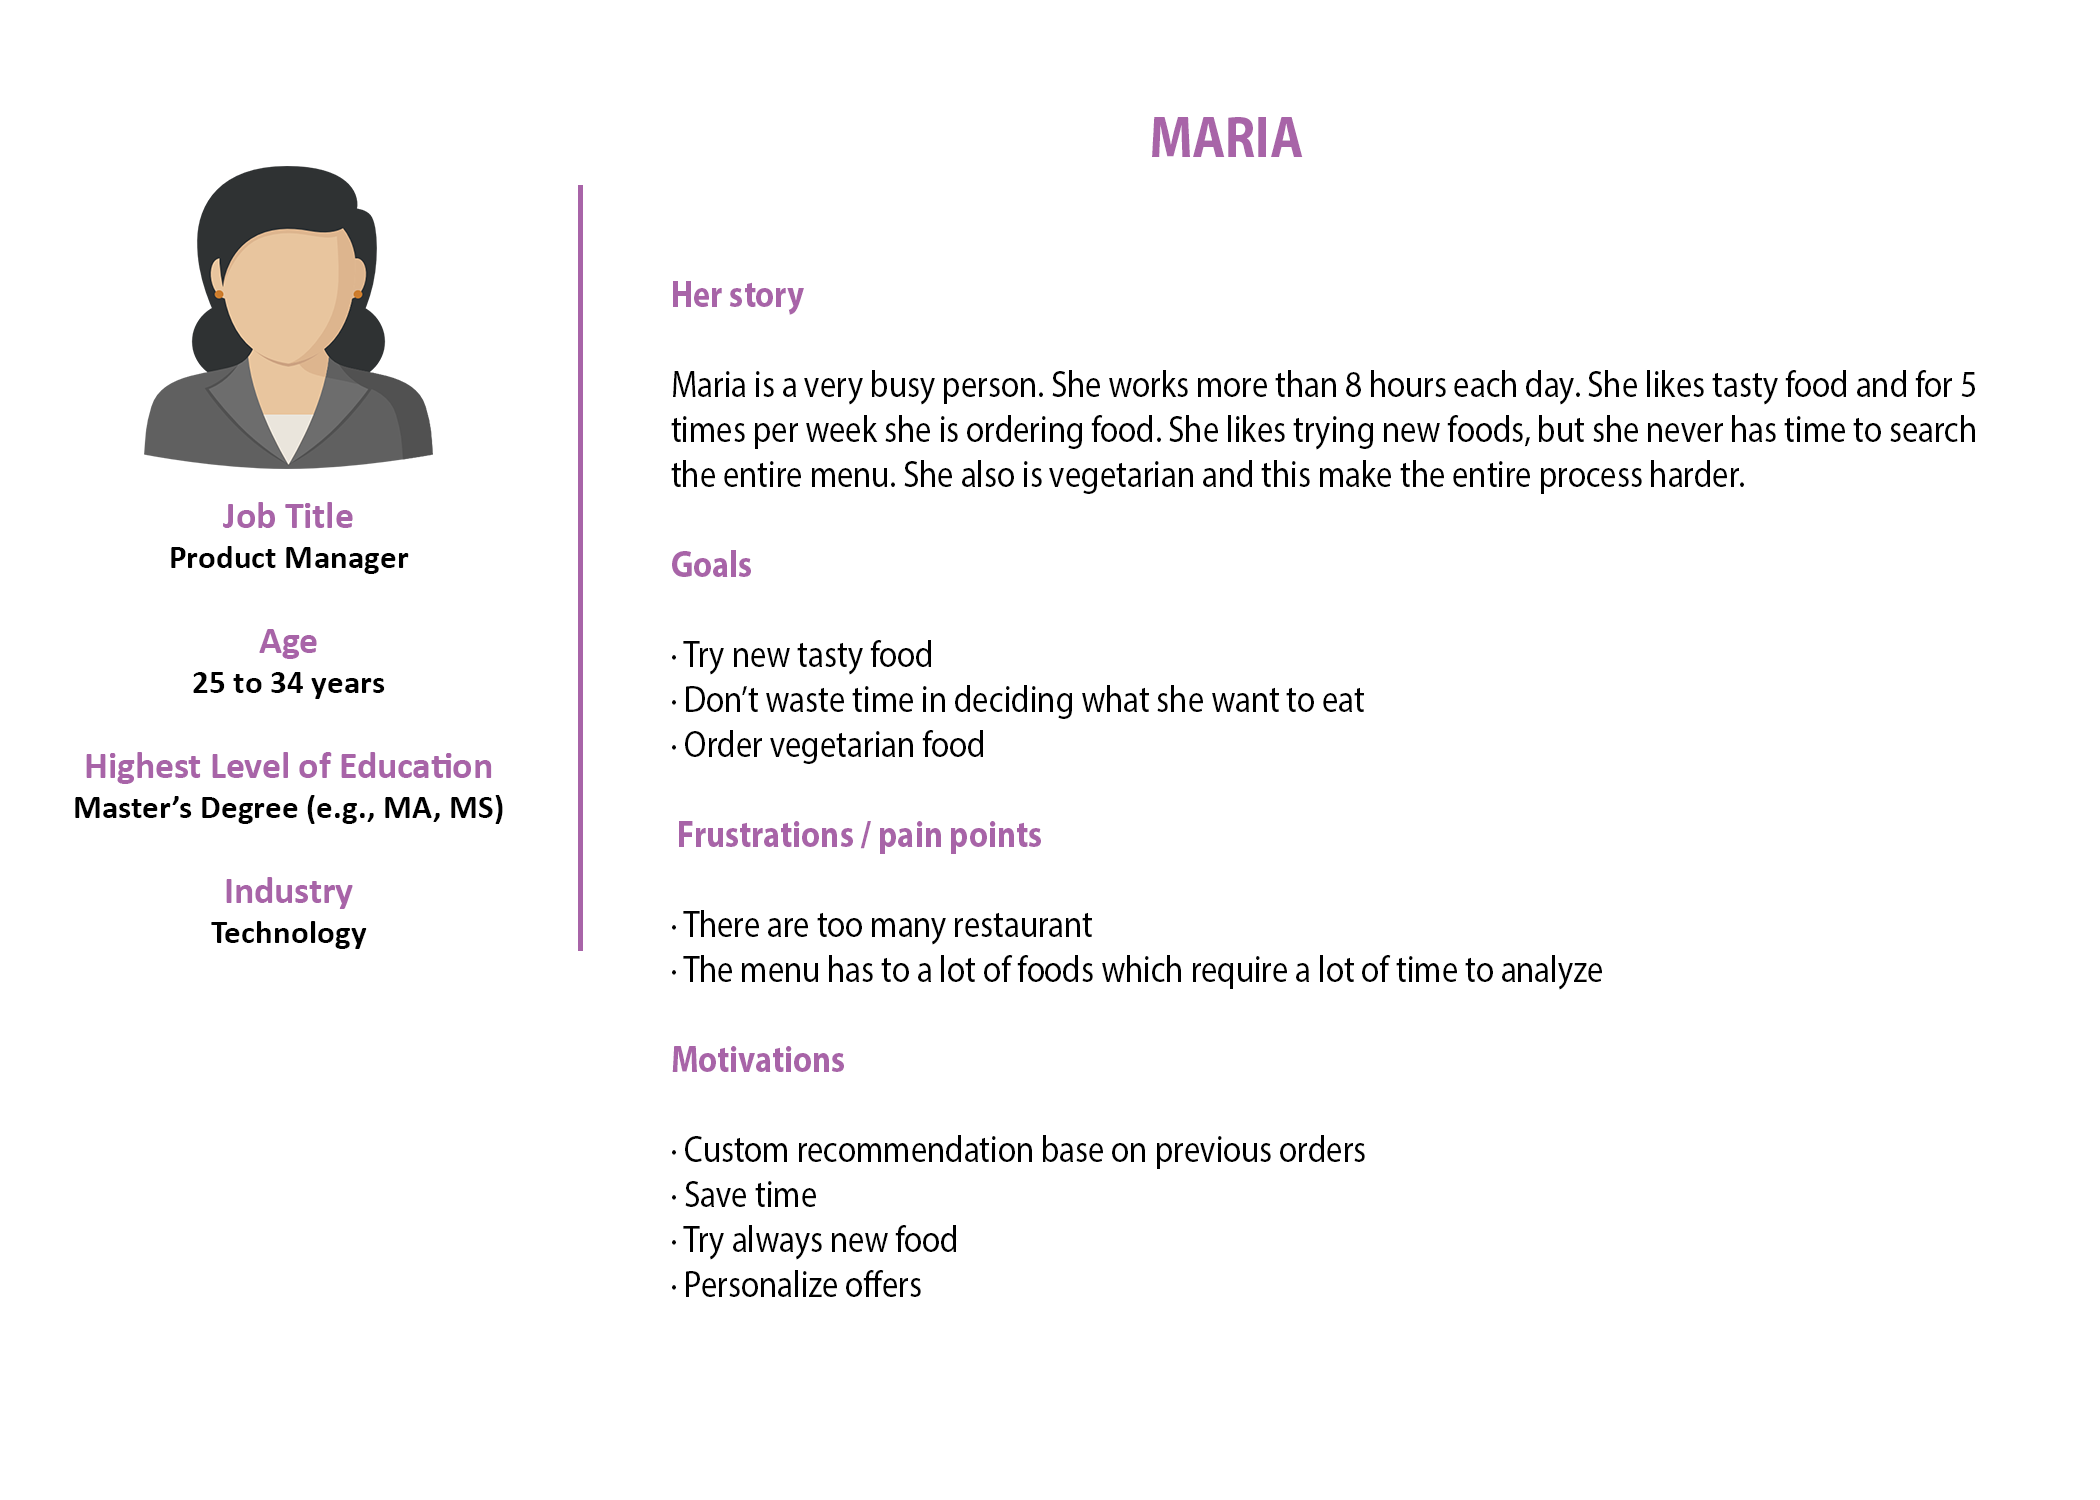 MARIA
Job Title
Product Manager
Age
25 to 34 years
Highest Level of Education
Master’s Degree (e.g., MA, MS)
Industry
Technology
Her story
Maria is a very busy person. She works more than 8 hours each day. She likes tasty food and for 5
times per week she is ordering food. She likes trying new foods, but she never has time to search
the entire menu. She also is vegetarian and this make the entire process harder.
Goals
· Try new tasty food
· Don’t waste time in deciding what she want to eat
· Order vegetarian food
Frustrations / pain points
· There are too many restaurant
· The menu has to a lot of foods which require a lot of time to analyze
Motivations
· Custom recommendation base on previous orders
· Save time
· Try always new food
· Personalize offers